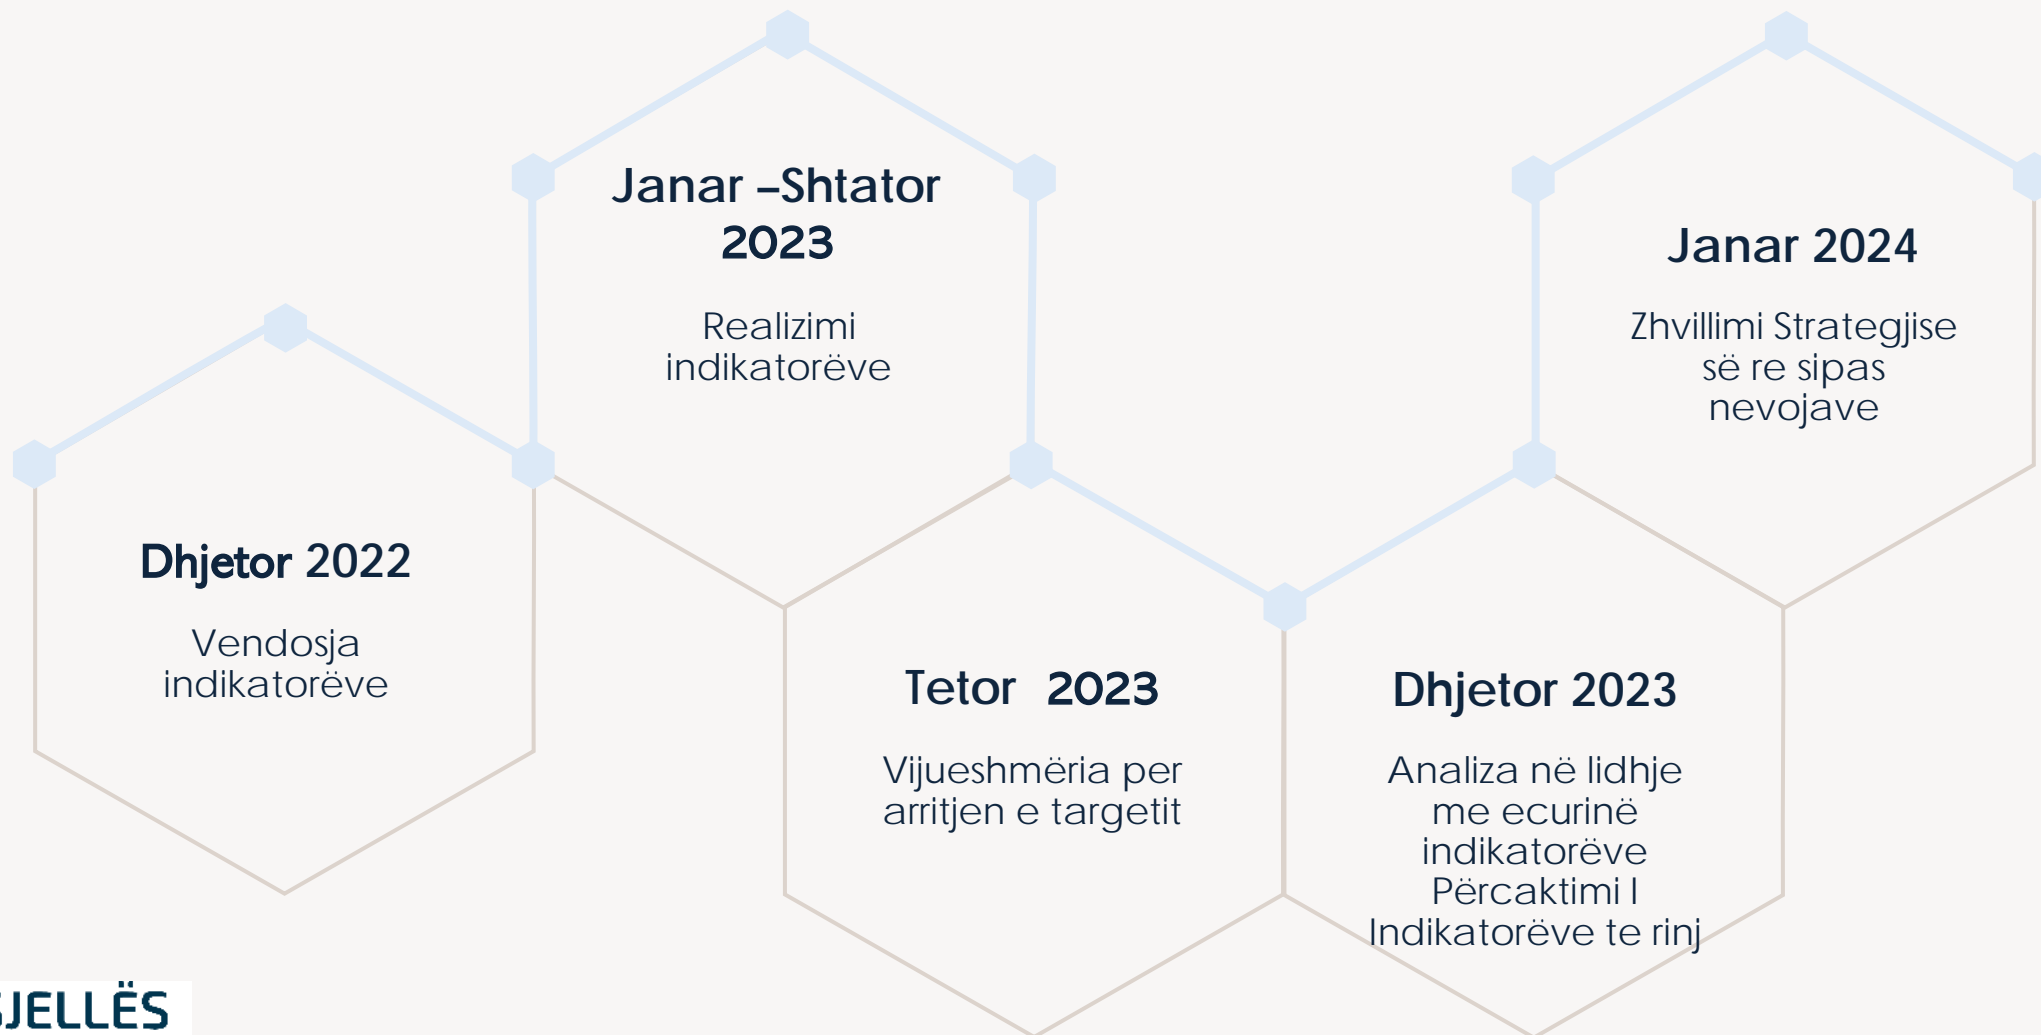 Dhjetor 2022
Vendosja
indikatorëve
Janar –Shtator
2023
Realizimi
indikatorëve
Tetor 2023
Vijueshmëria per
arritjen e targetit
Dhjetor 2023
Analiza në lidhje
me ecurinë
indikatorëve
Përcaktimi I
Indikatorëve te rinj
Janar 2024
Zhvillimi Strategjise
së re sipas
nevojave